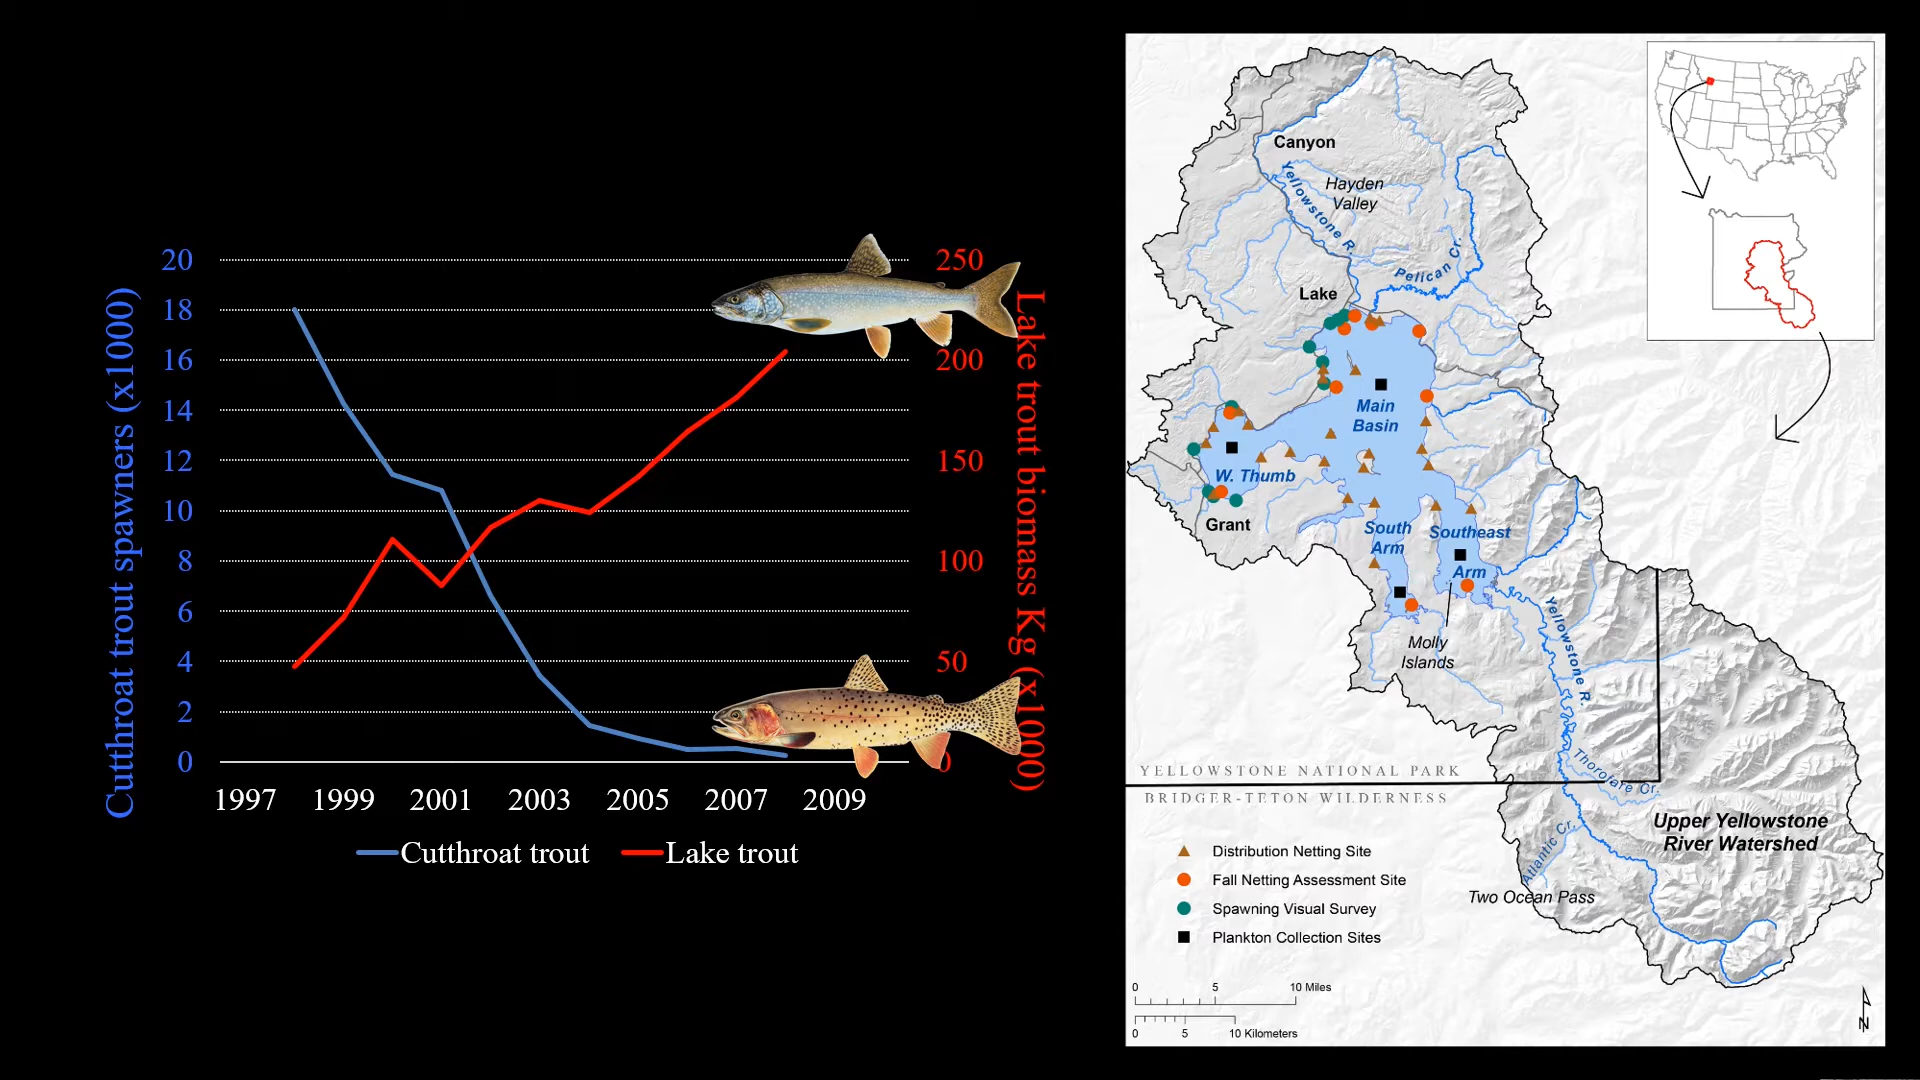 Cutthroat trout spawners (x1000)
20
18
16
14
12
10
8
6
4
2
0
250
200
150
100
50
0
Lake trout biomass Kg (x1000)
1997 1999 2001 2003 2005 2007 2009
Cutthroat trout Lake trout
Canyon
Hayden
Valley
Yellowstone R.
Pelican Cr.
Lake
Main
Basin
W. Thumb
Grant
South
Arm
Southeast
Arm
Molly
Islands
Yellowstone R.
YELLOWSTONE NATIONAL PARK
BRIDGER-TETON WILDERNESS
Thorofare Cr.
Atlantic Cr.
Upper Yellowstone
River Watershed
Two Ocean Pass
Distribution Netting Site
Fall Netting Assessment Site
Spawning Visual Survey
Plankton Collection Sites
0 5 10 Miles
0 5 10 Kilometers
N